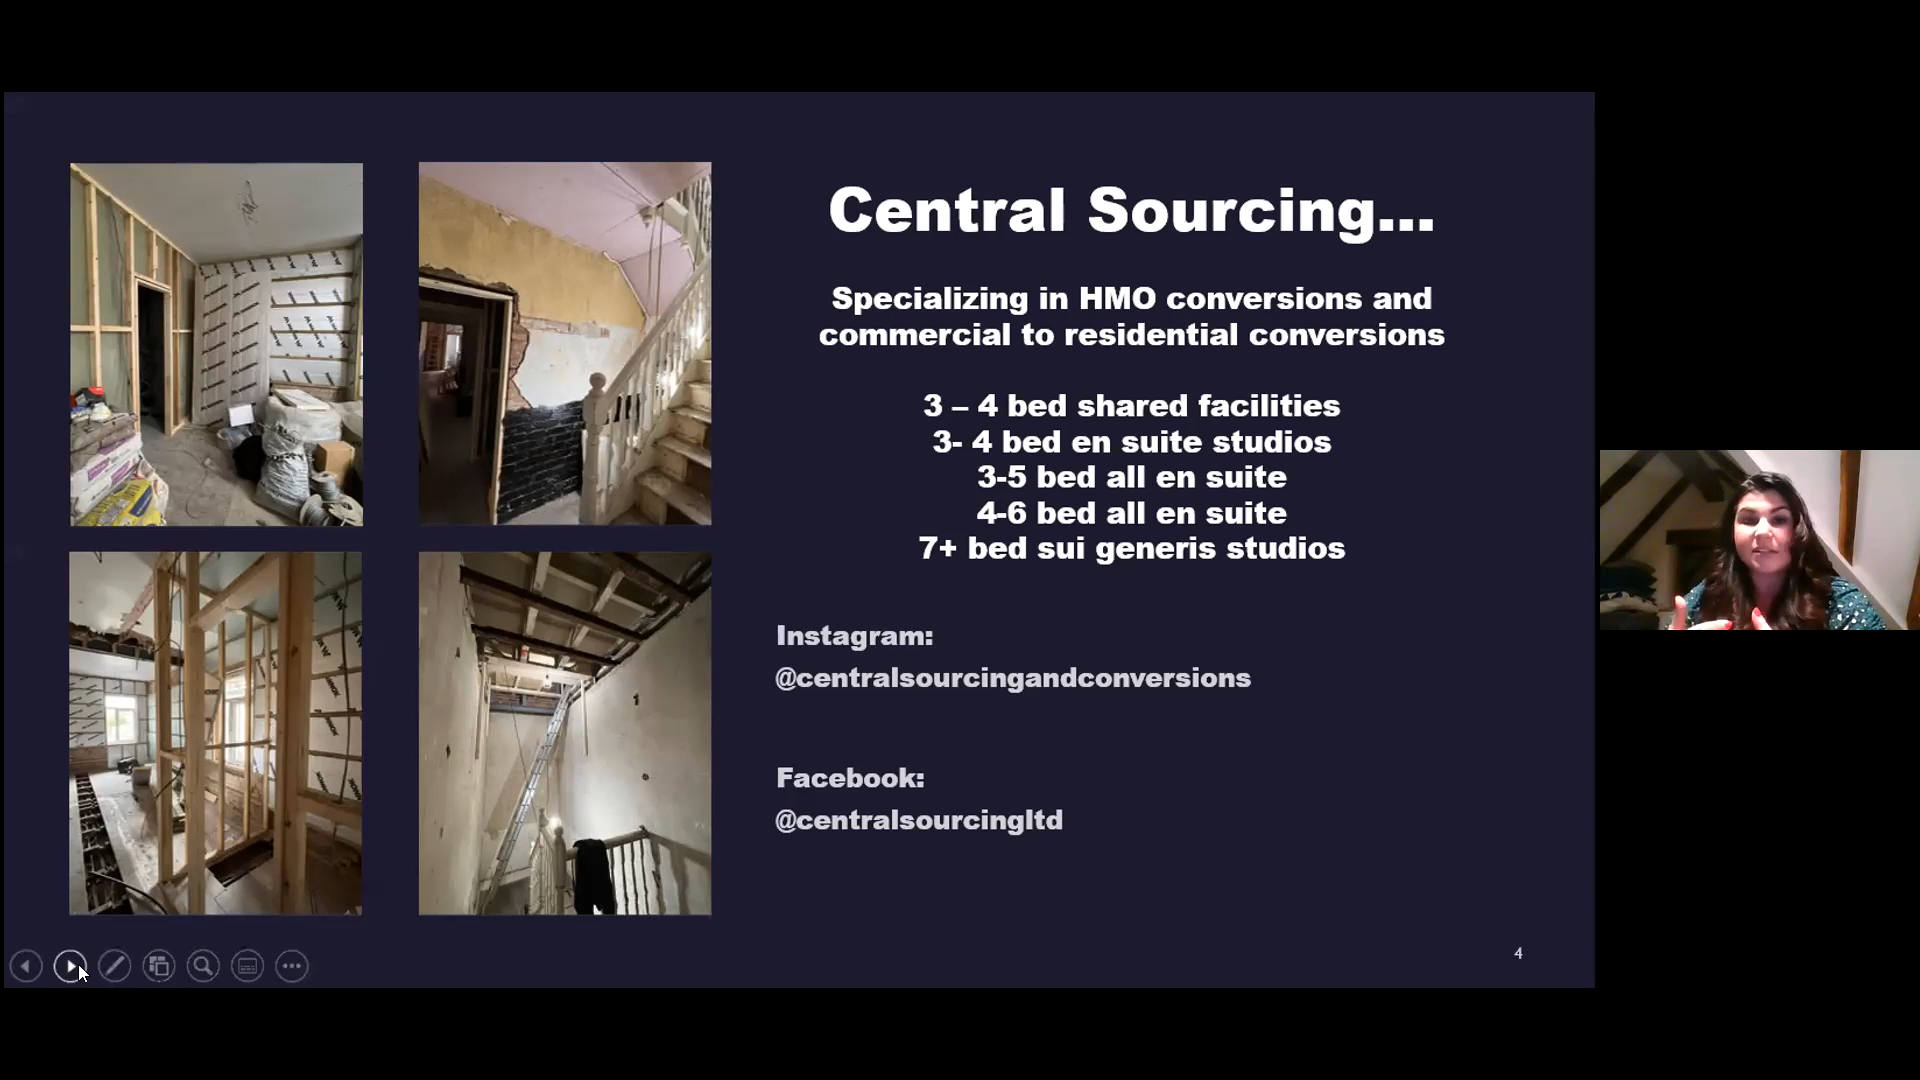 Central Sourcing...
Specializing in HMO conversions and
commercial to residential conversions
3 – 4 bed shared facilities
3- 4 bed en suite studios
3-5 bed all en suite
4-6 bed all en suite
7+ bed sui generis studios
Instagram:
@centralsourcingandconversions
Facebook:
@centralsourcingltd
4